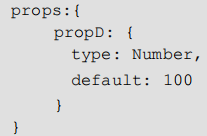 props:{
propD: {
type: Number,
default: 100
}
}